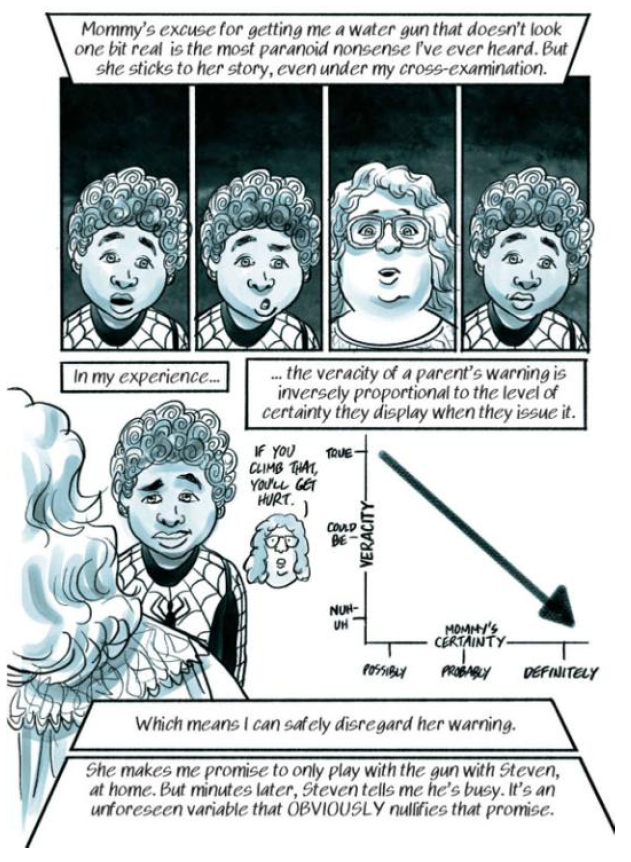 Mommy's excuse for getting me a water gun that doesn't look
one bit real is the most paranoid nonsense I've ever heard. But
she sticks to her story, even under my cross-examination.
In my experience...
... the veracity of a parent's warning is
inversely proportional to the level of
certainty they display when they issue it.
IF YOU
CLIMB THAT,
YOU'LL GET
HURT.
TRUE
COULD
BE
NUH-
UH
VERACITY
MOMMY'S
CERTAINTY
POSSIBLY
PROBABLY
DEFINITELY
Which means I can safely disregard her warning.
She makes me promise to only play with the gun with Steven,
at home. But minutes later, Steven tells me he's busy. It's an
unforeseen variable that OBVIOUSLY nullifies that promise.